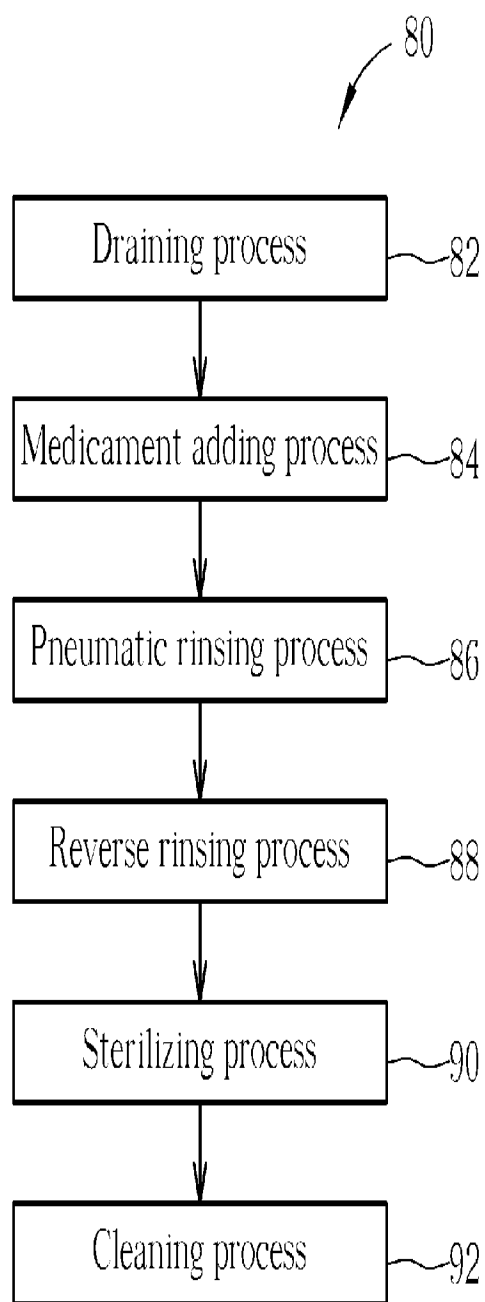 80
Draining process 82
Medicament adding process 84
Pneumatic rinsing process 86
Reverse rinsing process 88
Sterilizing process 90
Cleaning process 92